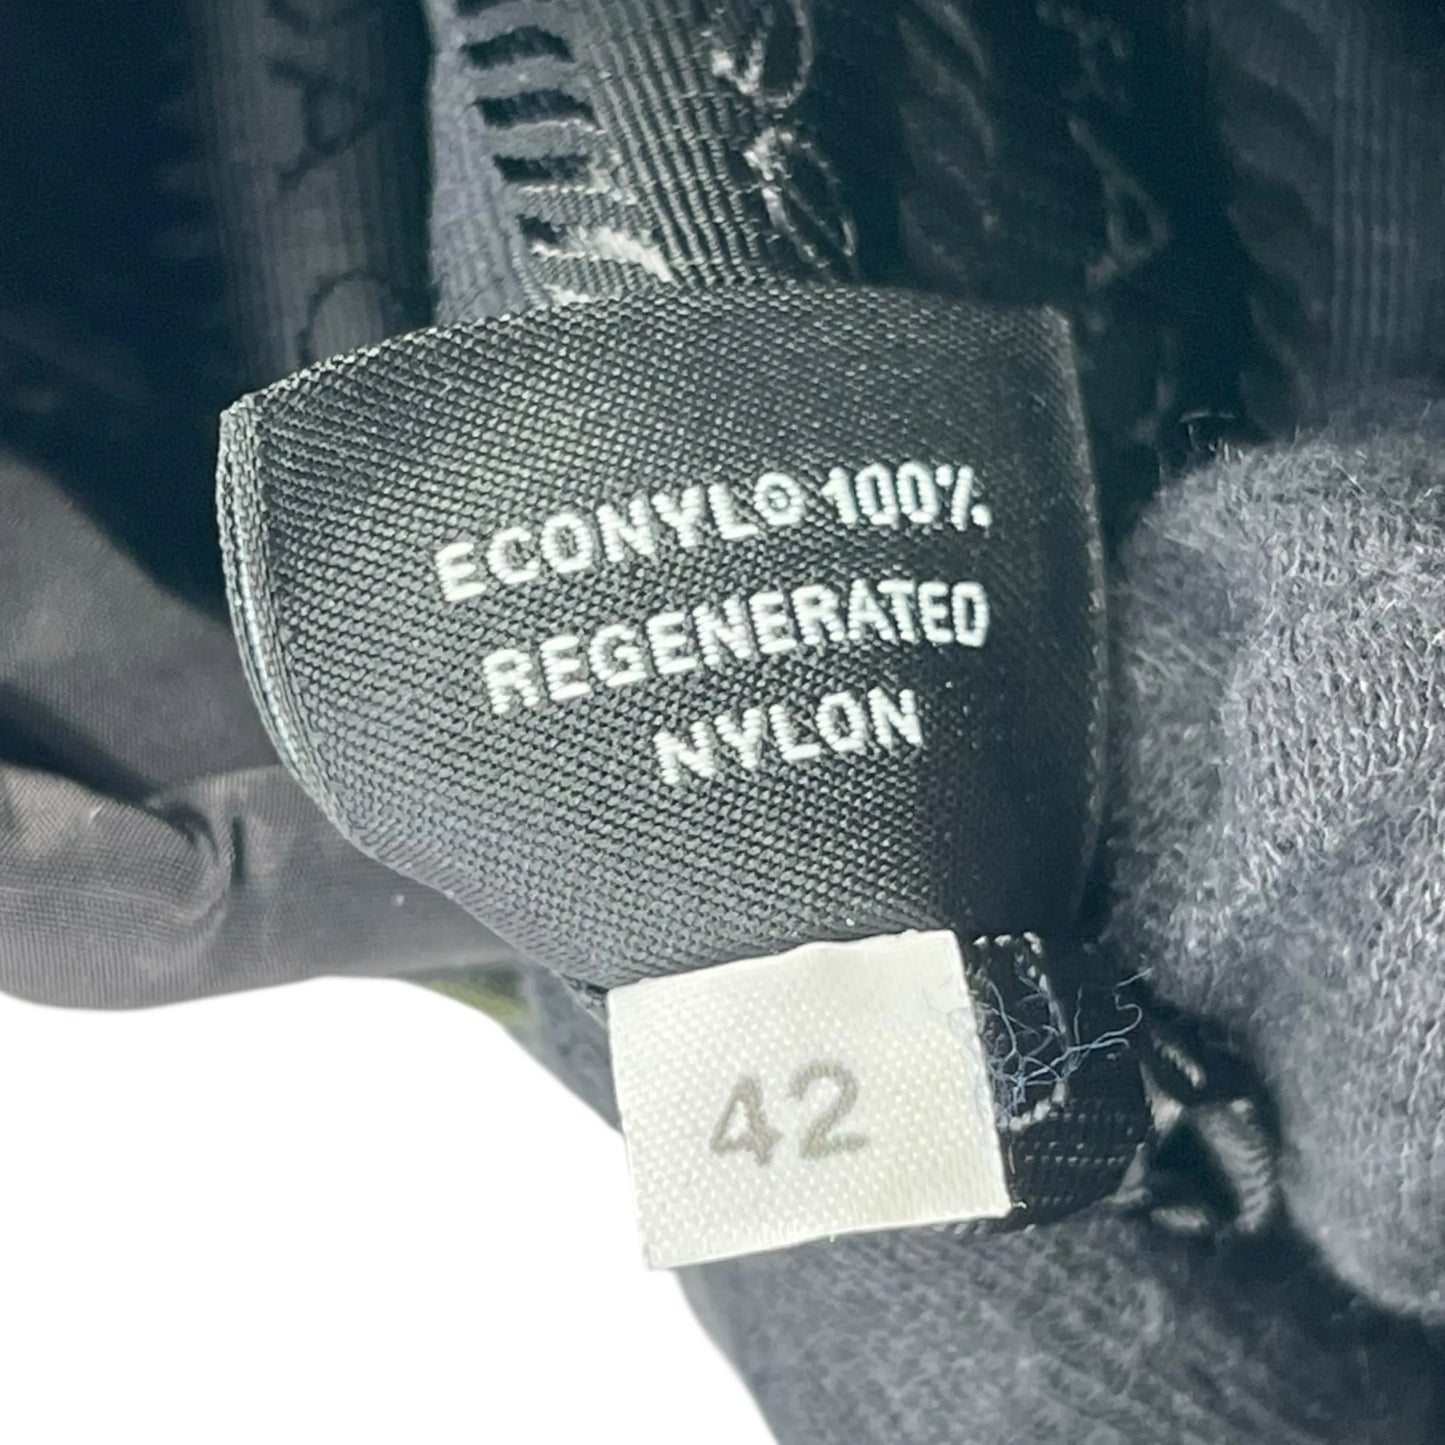 ECONYL® 100%
REGENERATED
NYLON
42